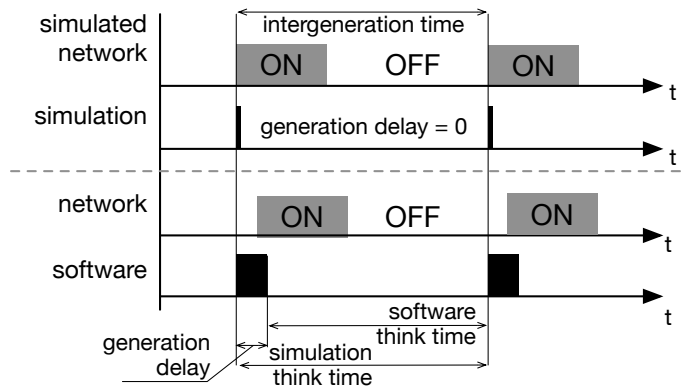 intergeneration time
simulated
network
ON
OFF
ON
t
simulation
generation delay = 0
t
network
ON
OFF
ON
t
software
t
software
think time
generation
delay
simulation
think time